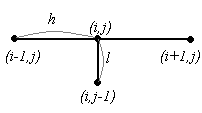 h
(i,j)
(i-1,j)
l
(i+1,j)
(i,j-1)